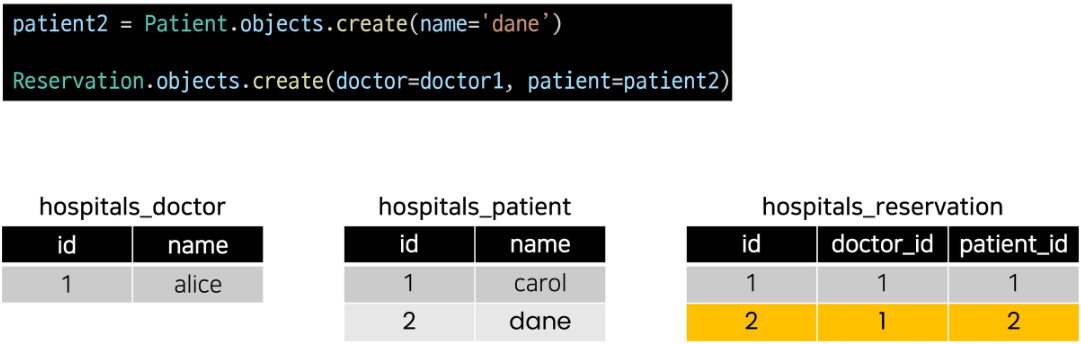 patient2 = Patient.objects.create(name='dane’)
Reservation.objects.create(doctor=doctor1, patient=patient2)
hospitals_doctor
id name
1 alice
hospitals_patient
id name
1 carol
2 dane
hospitals_reservation
id doctor_id patient_id
1 1 1
2 1 2